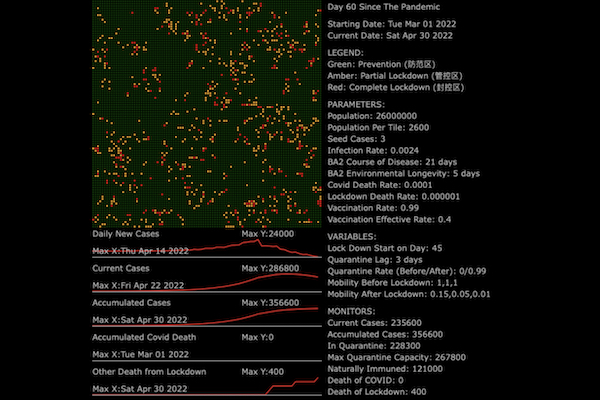 Day 60 Since The Pandemic
Starting Date: Tue Mar 01 2022
Current Date: Sat Apr 30 2022
LEGEND:
Green: Prevention (防范区)
Amber: Partial Lockdown (管控区)
Red: Complete Lockdown (封控区)
PARAMETERS:
Population: 26000000
Population Per Tile: 2600
Seed Cases: 3
Infection Rate: 0.0024
BA2 Course of Disease: 21 days
BA2 Environmental Longevity: 5 days
Covid Death Rate: 0.0001
Lockdown Death Rate: 0.000001
Vaccination Rate: 0.99
Vaccination Effective Rate: 0.4
VARIABLES:
Lock Down Start on Day: 45
Quarantine Lag: 3 days
Quarantine Rate (Before/After): 0/0.99
Mobility Before Lockdown: 1,1,1
Mobility After Lockdown: 0.15,0.05,0.01
MONITORS:
Current Cases: 235600
Accumulated Cases: 356600
In Quarantine: 228300
Max Quarantine Capacity: 267800
Naturally Immuned: 121000
Death of COVID: 0
Death of Lockdown: 400
Daily New Cases Max Y:24000
Max X:Thu Apr 14 2022
Current Cases Max Y:286800
Max X:Fri Apr 22 2022
Accumulated Cases Max Y:356600
Max X:Sat Apr 30 2022
Accumulated Covid Death Max Y:0
Max X:Tue Mar 01 2022
Other Death from Lockdown Max Y:400
Max X:Sat Apr 30 2022